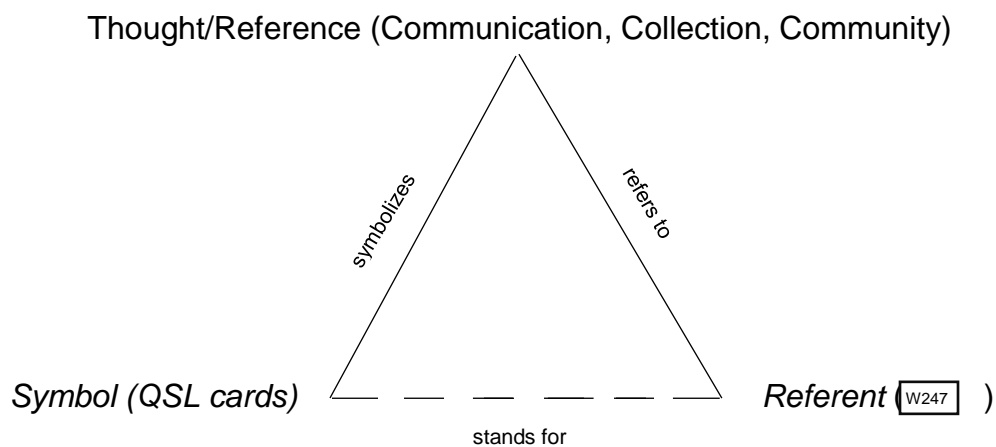 Thought/Reference (Communication, Collection, Community)
symbolizes
refers to
Symbol (QSL cards)
Referent (W247 )
stands for